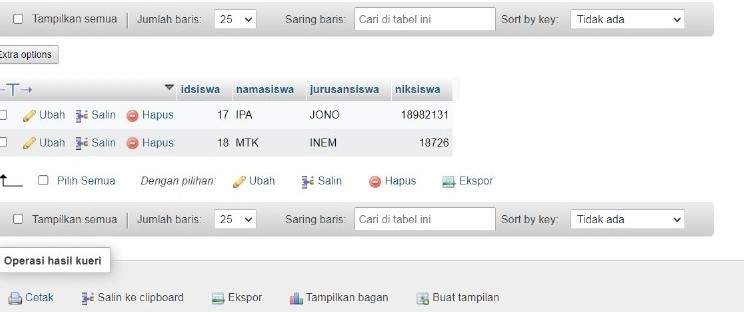 Tampilkan semua | Jumlah baris: 25 Saring baris: Cari di tabel ini Sort by key: Tidak ada
Extra options
←T→ idsiswa namasiswa jurusansiswa niksiswa
Ubah Salin Hapus 17 IPA JONO 18982131
Ubah Salin Hapus 18 MTK INEM 18726
Pilih Semua Dengan pilihan: Ubah Salin Hapus Ekspor
Tampilkan semua | Jumlah baris: 25 Saring baris: Cari di tabel ini Sort by key: Tidak ada
Operasi hasil kueri
Cetak Salin ke clipboard Ekspor Tampilkan bagan Buat tampilan